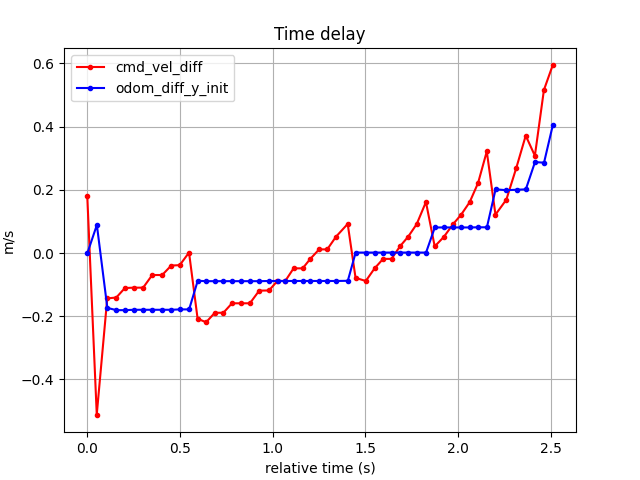 Time delay
cmd_vel_diff
odom_diff_y_init
0.6
0.4
0.2
0.0
−0.2
−0.4
m/s
0.0 0.5 1.0 1.5 2.0 2.5
relative time (s)